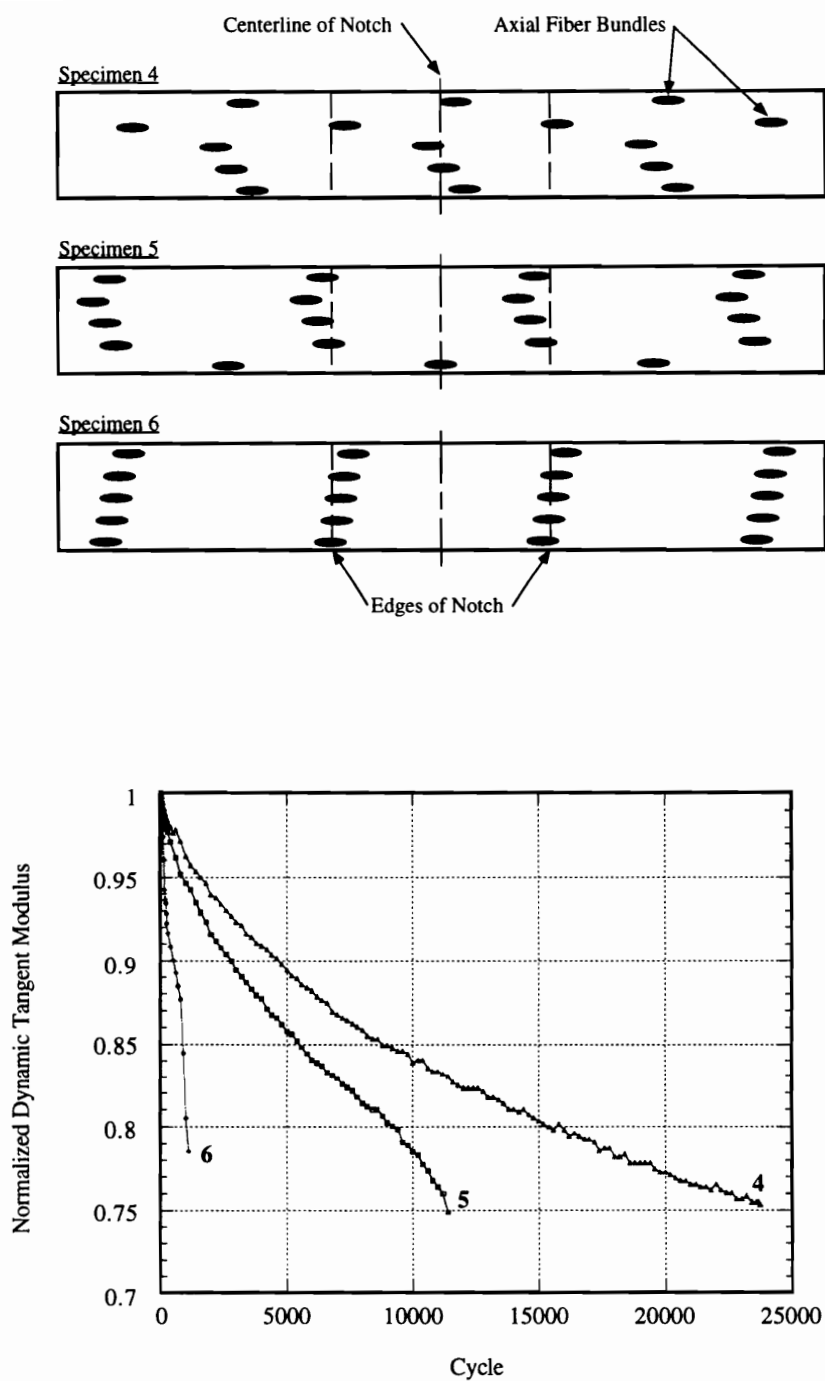 Centerline of Notch
Axial Fiber Bundles
Specimen 4
Specimen 5
Specimen 6
Edges of Notch
Normalized Dynamic Tangent Modulus
1
0.95
0.9
0.85
0.8
0.75
0.7
6
5
4
0
5000
10000
15000
20000
25000
Cycle